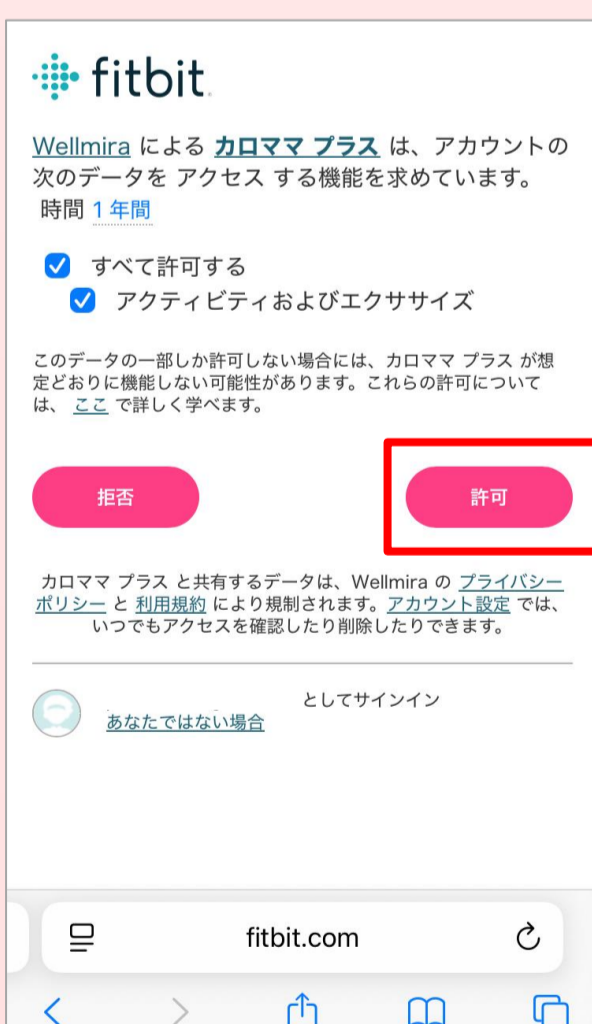 fitbit
Wellmira による カロママ プラス は、アカウントの
次のデータを アクセス する機能を求めています。
時間 1 年間
すべて許可する
アクティビティおよびエクササイズ
このデータの一部しか許可しない場合には、カロママ プラス が想
定どおりに機能しない可能性があります。これらの許可について
は、 ここ で詳しく学べます。
拒否
許可
カロママ プラス と共有するデータは、Wellmira の プライバシー
ポリシー と 利用規約 により規制されます。アカウント設定 では、
いつでもアクセスを確認したり削除したりできます。
としてサインイン
あなたではない場合
fitbit.com